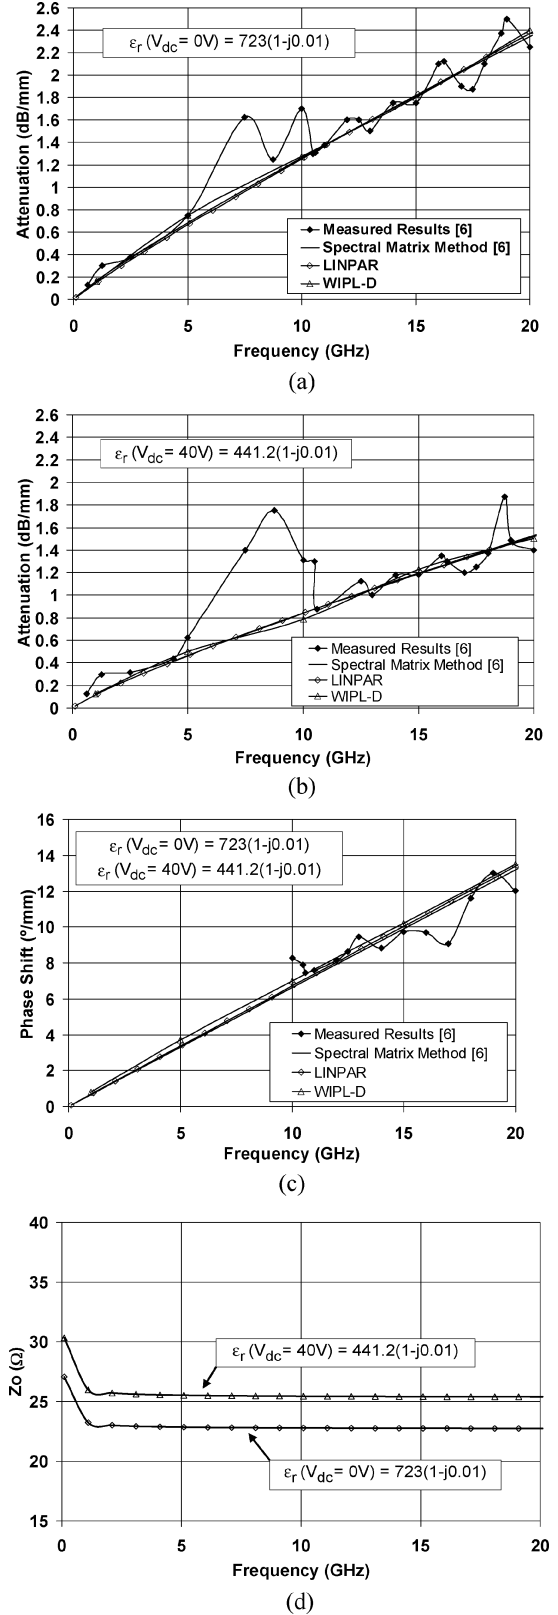 2.6
2.4
2.2
2
1.8
1.6
1.4
1.2
1
0.8
0.6
0.4
0.2
0
Attenuation (dB/mm)
εr (Vdc = 0V) = 723(1-j0.01)
Measured Results [6]
Spectral Matrix Method [6]
LINPAR
WIPL-D
0 5 10 15 20
Frequency (GHz)
(a)
2.6
2.4
2.2
2
1.8
1.6
1.4
1.2
1
0.8
0.6
0.4
0.2
0
Attenuation (dB/mm)
εr (Vdc = 40V) = 441.2(1-j0.01)
Measured Results [6]
Spectral Matrix Method [6]
LINPAR
WIPL-D
0 5 10 15 20
Frequency (GHz)
(b)
16
14
12
10
8
6
4
2
0
Phase Shift (º/mm)
εr (Vdc = 0V) = 723(1-j0.01)
εr (Vdc = 40V) = 441.2(1-j0.01)
Measured Results [6]
Spectral Matrix Method [6]
LINPAR
WIPL-D
0 5 10 15 20
Frequency (GHz)
(c)
40
35
30
25
20
15
Zo (Ω)
εr (Vdc = 40V) = 441.2(1-j0.01)
εr (Vdc = 0V) = 723(1-j0.01)
0 5 10 15 20
Frequency (GHz)
(d)